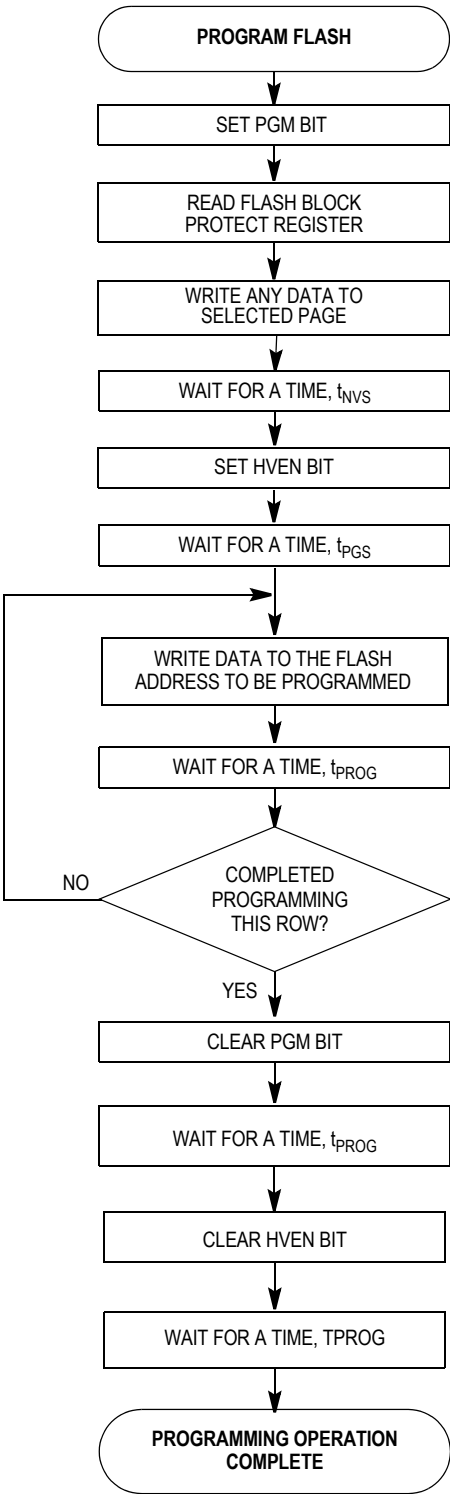 PROGRAM FLASH
SET PGM BIT
READ FLASH BLOCK
PROTECT REGISTER
WRITE ANY DATA TO
SELECTED PAGE
WAIT FOR A TIME, tNVS
SET HVEN BIT
WAIT FOR A TIME, tPGS
WRITE DATA TO THE FLASH
ADDRESS TO BE PROGRAMMED
WAIT FOR A TIME, tPROG
NO
COMPLETED
PROGRAMMING
THIS ROW?
YES
CLEAR PGM BIT
WAIT FOR A TIME, tPROG
CLEAR HVEN BIT
WAIT FOR A TIME, TPROG
PROGRAMMING OPERATION
COMPLETE